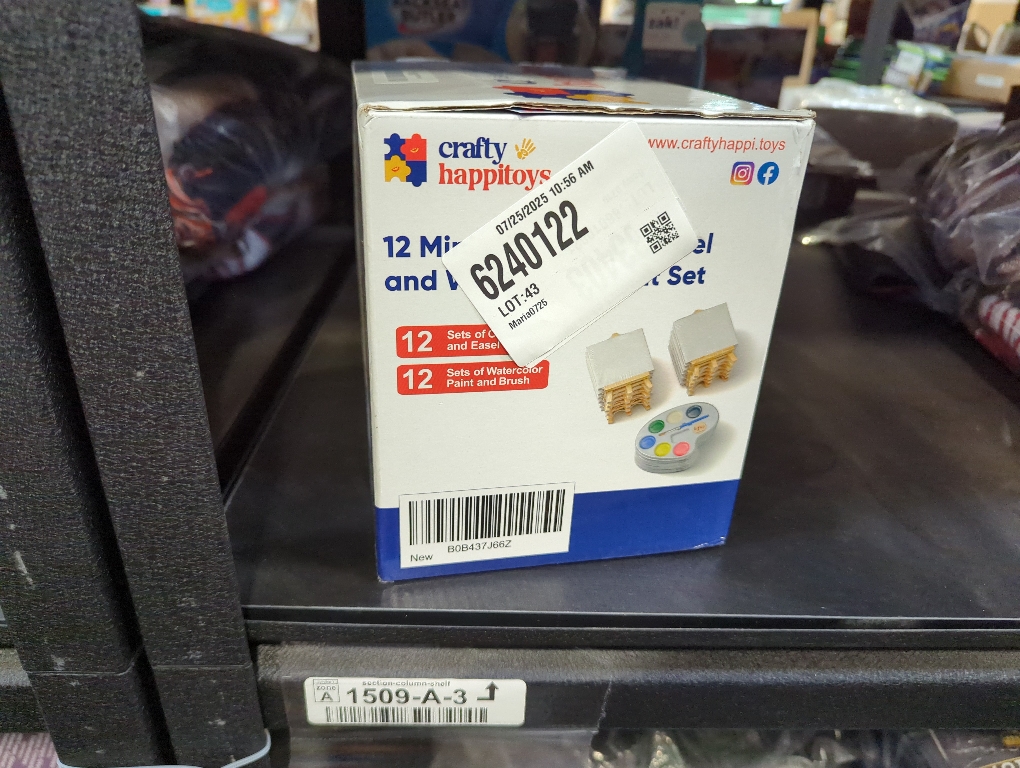 crafty
happitoys
www.craftyhappi.toys
07/25/2025 10:56 AM
6240122
LOT:43
Maria0725
12
and
Set
12 Sets of
and Easel
12 Sets of Watercolor
Paint and Brush
New B0B437J66Z
zone
A
section-column-shelf
1509-A-3
zak!